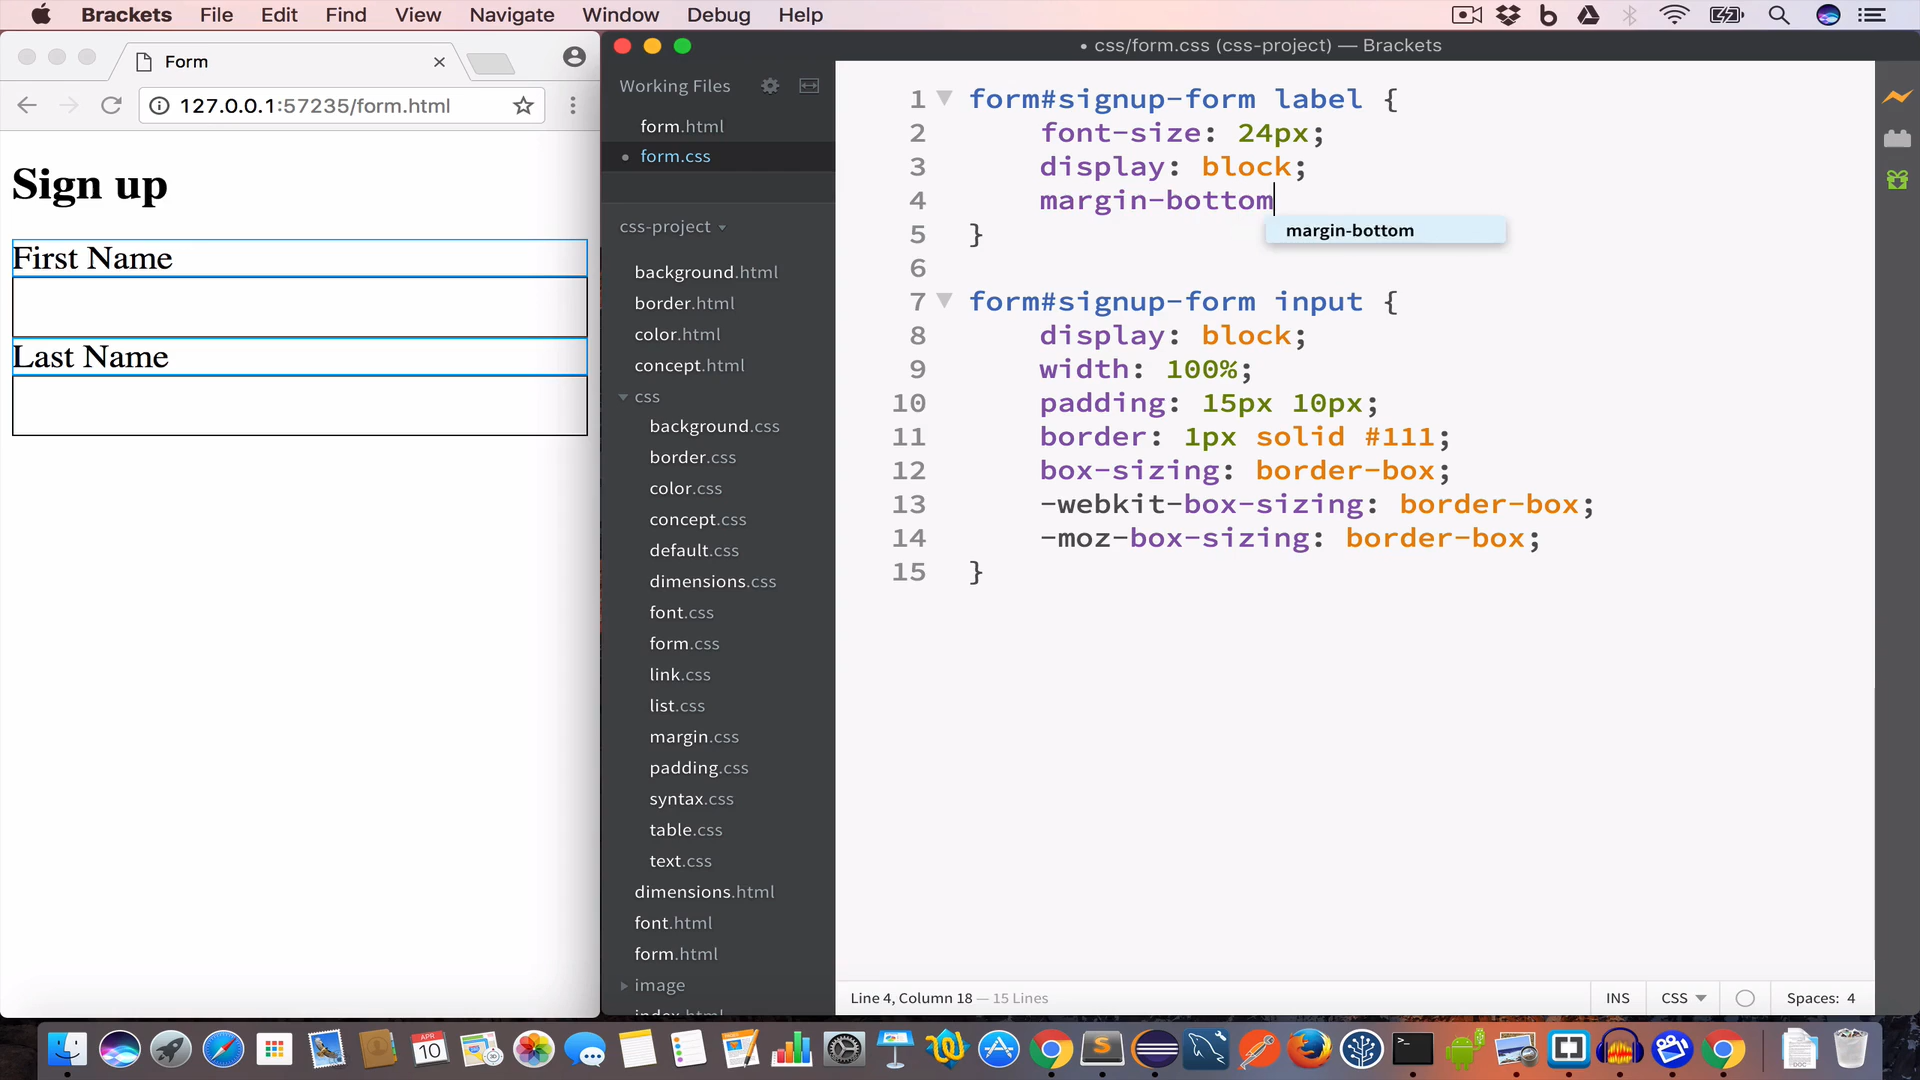 Brackets File Edit Find View Navigate Window Debug Help
Form
127.0.0.1:57235/form.html
Sign up
First Name
Last Name
• css/form.css (css-project) — Brackets
Working Files
form.html
• form.css
css-project
background.html
border.html
color.html
concept.html
css
background.css
border.css
color.css
concept.css
default.css
dimensions.css
font.css
form.css
link.css
list.css
margin.css
padding.css
syntax.css
table.css
text.css
dimensions.html
font.html
form.html
image
index.html
1 form#signup-form label {
2 font-size: 24px;
3 display: block;
4 margin-bottom
margin-bottom
5 }
6
7 form#signup-form input {
8 display: block;
9 width: 100%;
10 padding: 15px 10px;
11 border: 1px solid #111;
12 box-sizing: border-box;
13 -webkit-box-sizing: border-box;
14 -moz-box-sizing: border-box;
15 }
Line 4, Column 18 — 15 Lines
INS CSS Spaces: 4
APR
10